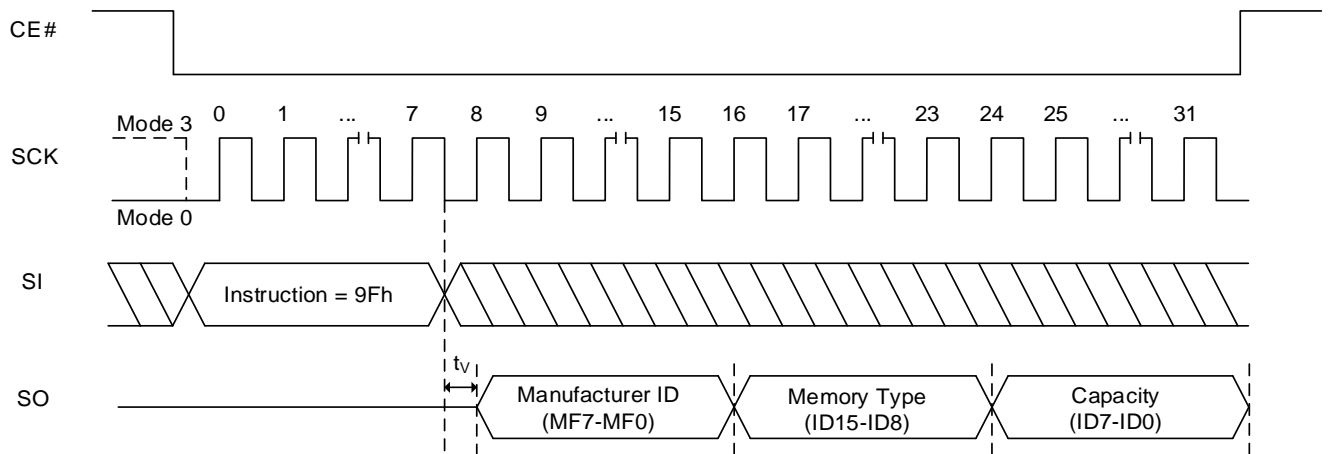 CE#
0 1 ... 7 8 9 ... 15 16 17 ... 23 24 25 ... 31
Mode 3
SCK
Mode 0
SI
Instruction = 9Fh
tV
SO
Manufacturer ID
(MF7-MF0)
Memory Type
(ID15-ID8)
Capacity
(ID7-ID0)